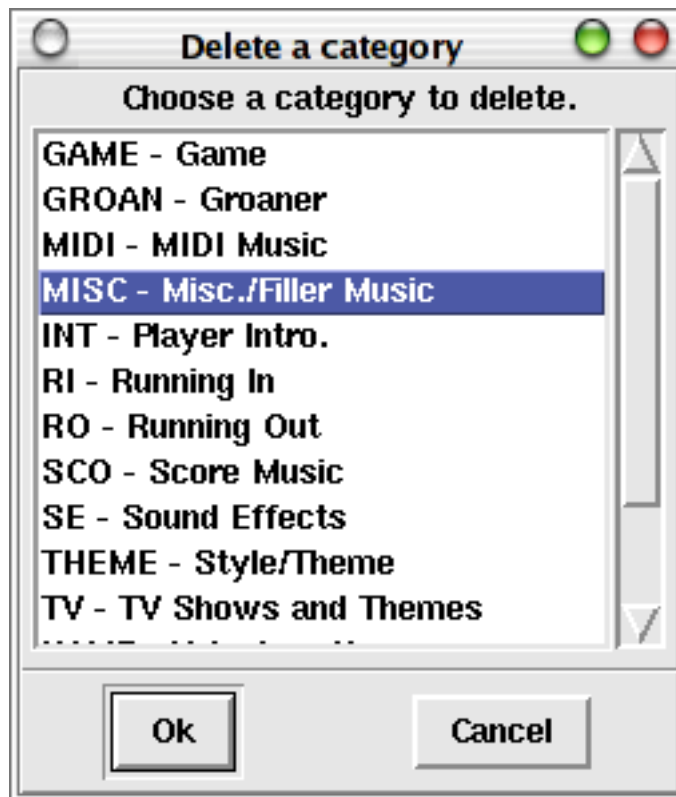 Delete a category
Choose a category to delete.
GAME - Game
GROAN - Groaner
MIDI - MIDI Music
MISC - Misc./Filler Music
INT - Player Intro.
RI - Running In
RO - Running Out
SCO - Score Music
SE - Sound Effects
THEME - Style/Theme
TV - TV Shows and Themes
Ok Cancel